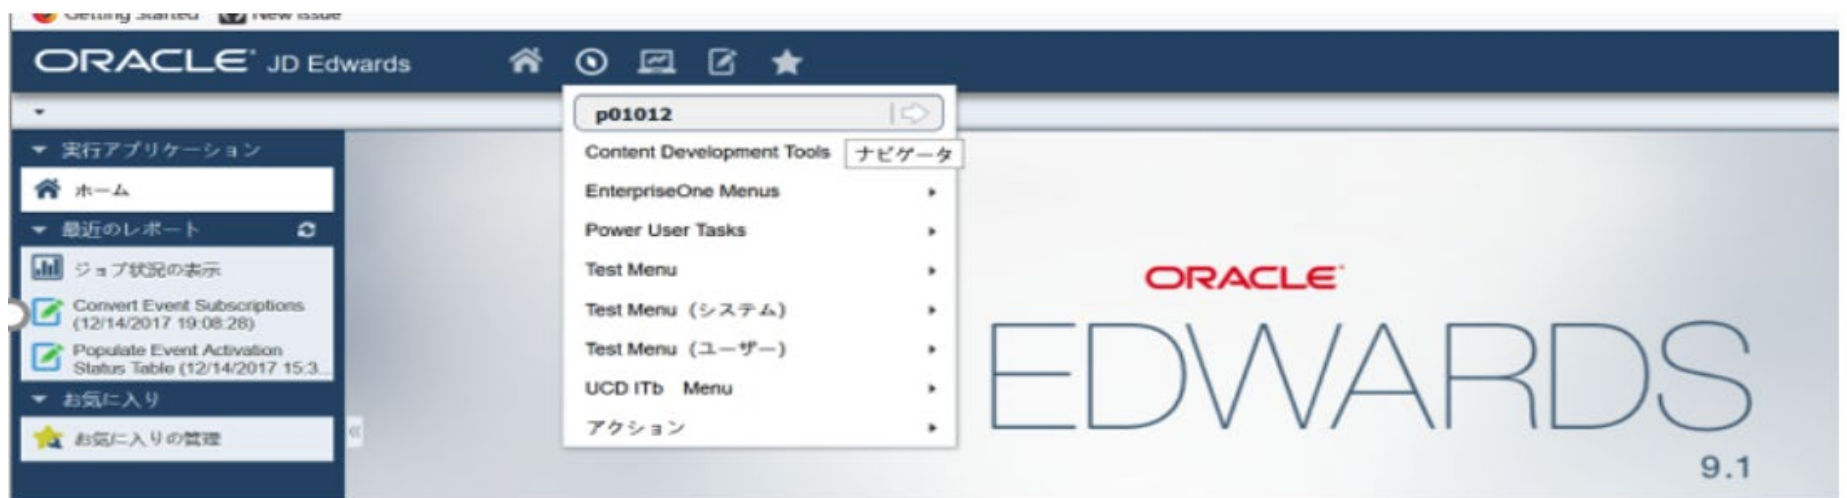 Getting Started New Issue
ORACLE JD Edwards
p01012
実行アプリケーション
Content Development Tools
ナビゲータ
ホーム
EnterpriseOne Menus
最近のレポート
Power User Tasks
ジョブ状況の表示
Test Menu
Convert Event Subscriptions
(12/14/2017 19:08:28)
Test Menu (システム)
Populate Event Activation
Status Table (12/14/2017 15:3...
Test Menu (ユーザー)
お気に入り
UCD ITb Menu
お気に入りの管理
アクション
ORACLE
EDWARDS
9.1